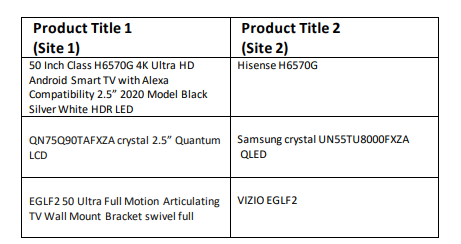 Product Title 1
(Site 1)
Product Title 2
(Site 2)
50 Inch Class H6570G 4K Ultra HD
Android Smart TV with Alexa
Compatibility 2.5” 2020 Model Black
Silver White HDR LED
Hisense H6570G
QN75Q90TAFXZA crystal 2.5” Quantum
LCD
Samsung crystal UN55TU8000FXZA
QLED
EGLF2 50 Ultra Full Motion Articulating
TV Wall Mount Bracket swivel full
VIZIO EGLF2